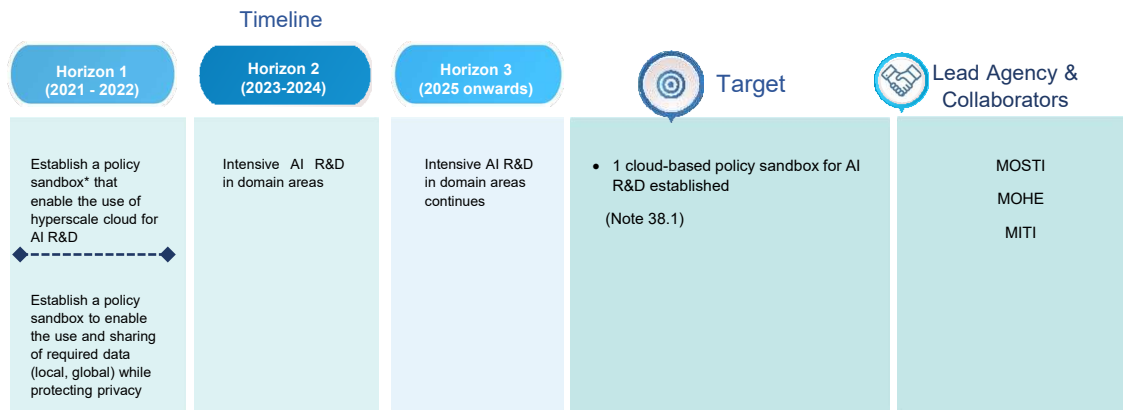 Timeline
Horizon 1
(2021 - 2022)
Horizon 2
(2023-2024)
Horizon 3
(2025 onwards)
Target
Lead Agency &
Collaborators
Establish a policy
sandbox* that
enable the use of
hyperscale cloud for
AI R&D
Establish a policy
sandbox to enable
the use and sharing
of required data
(local, global) while
protecting privacy
Intensive AI R&D
in domain areas
Intensive AI R&D
in domain areas
continues
• 1 cloud-based policy sandbox for AI
R&D established
(Note 38.1)
MOSTI
MOHE
MITI